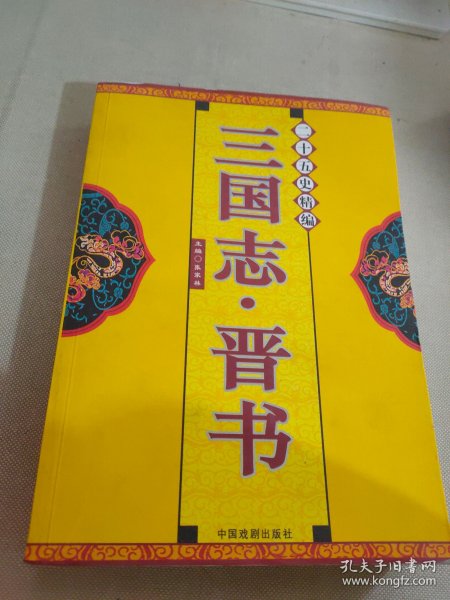 二十五史精编
三国志·晋书
主编〇张家林
中国戏剧出版社
孔夫子旧书网
www.kongfz.com